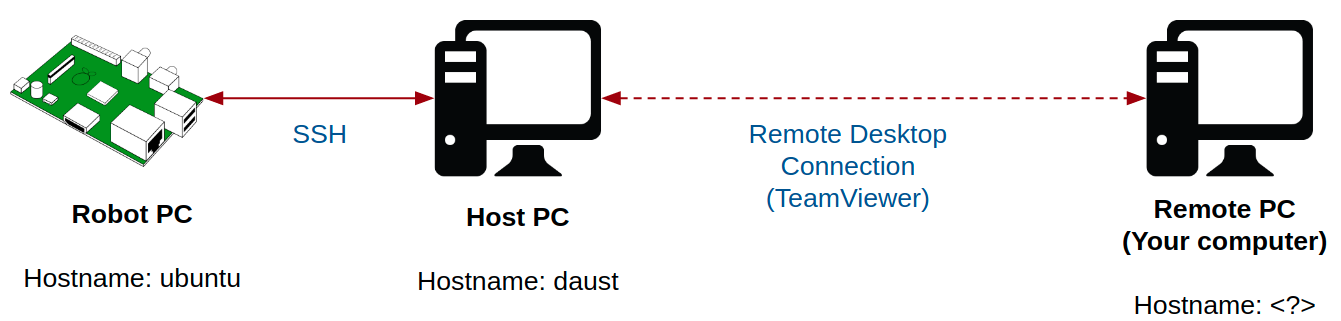 SSH
Remote Desktop
Connection
(TeamViewer)
Robot PC
Host PC
Remote PC
(Your computer)
Hostname: ubuntu
Hostname: daust
Hostname: <?>